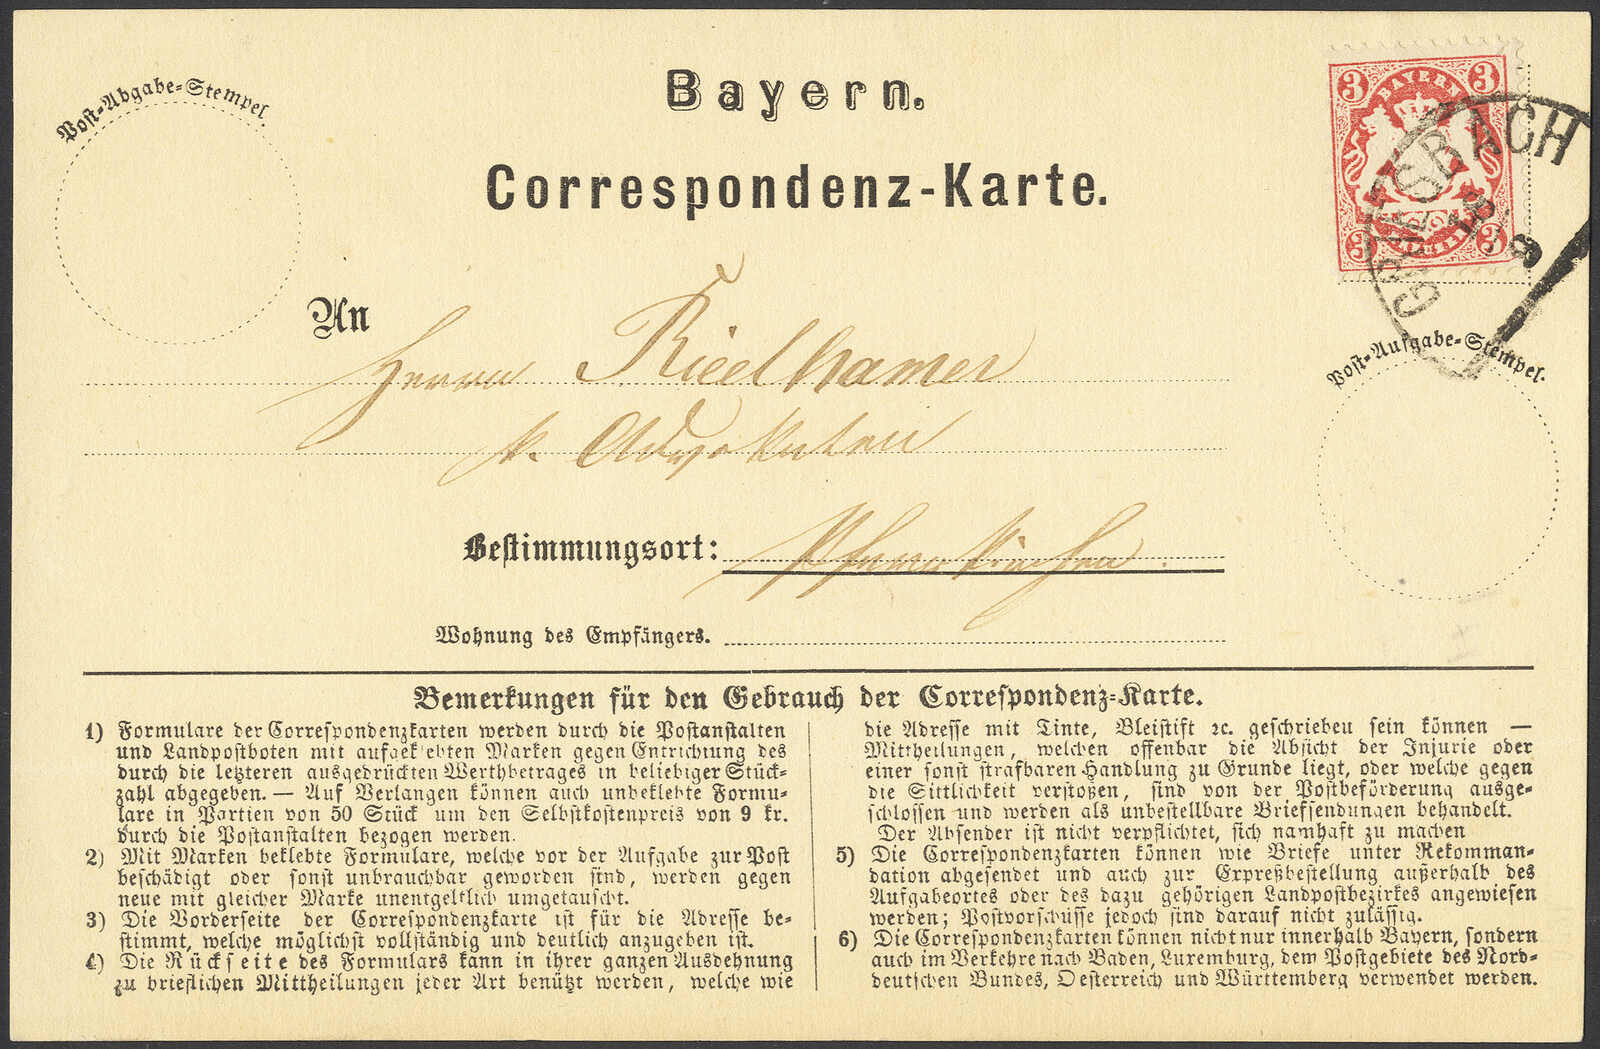 Bayern.
Correspondenz-Karte.
Post-Abgabe-Stempel.
3 BAYERN 3
3 BAYERN 3
GRIESBACH
Post-Aufgabe-Stempel.
An
Herrn Riedlhamer
k. Advokaten
Bestimmungsort: Pfarrkirchen.
Wohnung des Empfängers.
Bemerkungen für den Gebrauch der Correspondenz-Karte.
1) Formulare der Correspondenzkarten werden durch die Postanstalten
und Landpostboten mit aufgeklebten Marken gegen Entrichtung des
durch die letzteren ausgedrückten Werthbetrages in beliebiger Stück-
zahl abgegeben. — Auf Verlangen können auch unbeklebte Formu-
lare in Partien von 50 Stück um den Selbstkostenpreis von 9 kr.
durch die Postanstalten bezogen werden.
2) Mit Marken beklebte Formulare, welche vor der Aufgabe zur Post
beschädigt oder sonst unbrauchbar geworden sind, werden gegen
neue mit gleicher Marke unentgeltlich umgetauscht.
3) Die Vorderseite der Correspondenzkarte ist für die Adresse be-
stimmt, welche möglichst vollständig und deutlich anzugeben ist.
4) Die Rückseite des Formulars kann in ihrer ganzen Ausdehnung
zu brieflichen Mittheilungen jeder Art benützt werden, welche wie
die Adresse mit Tinte, Bleistift ꝛc. geschrieben sein können —
Mittheilungen, welchen offenbar die Absicht der Injurie oder
einer sonst strafbaren Handlung zu Grunde liegt, oder welche gegen
die Sittlichkeit verstoßen, sind von der Postbeförderung ausge-
schlossen und werden als unbestellbare Briefsendungen behandelt.
Der Absender ist nicht verpflichtet, sich namhaft zu machen
5) Die Correspondenzkarten können wie Briefe unter Rekomman-
dation abgesendet und auch zur Expreßbestellung außerhalb des
Aufgabeortes oder des dazu gehörigen Landpostbezirkes angewiesen
werden; Postvorschüsse jedoch sind darauf nicht zulässig.
6) Die Correspondenzkarten können nicht nur innerhalb Bayern, sondern
auch im Verkehre nach Baden, Luxemburg, dem Postgebiete des Nord-
deutschen Bundes, Oesterreich und Württemberg verwendet werden.